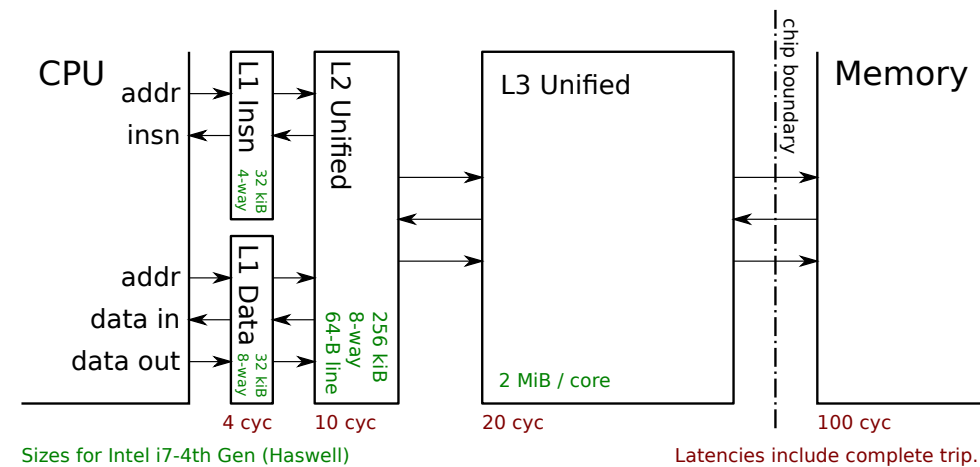 CPU
addr
insn
addr
data in
data out
L1 Insn
32 kiB
4-way
L1 Data
32 kiB
8-way
L2 Unified
256 kiB
8-way
64-B line
L3 Unified
2 MiB / core
chip boundary
Memory
4 cyc
10 cyc
20 cyc
100 cyc
Sizes for Intel i7-4th Gen (Haswell)
Latencies include complete trip.